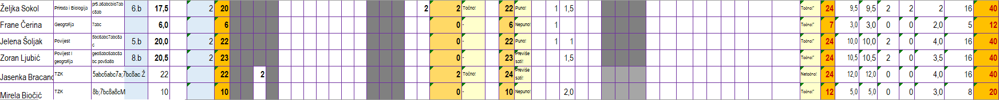 Željka Sokol Priroda i Biologija pr5.a6abcbio7ab c8ab 6.b 17,5 2 20 2 2 Točno! 22 Puno! 1 1,5 Točno!" 24 9,5 9,5 2 2 2 16 40
Frane Čerina Geografija 7abc 6,0 6 0 - 6 Nepuno! 1 Točno!" 7 3,0 3,0 0 0 2,0 5 12
Jelena Šoljak Povijest 5bc6abc7abc8a c 5.b 20,0 2 22 0 - 22 Puno! 1 1 Točno!" 24 10,0 10,0 2 0 4,0 16 40
Zoran Ljubić Povijest i geografija geo5abc6abc8a bc pov5a8b 8.b 20,5 2 23 0 - 23 Previše sati! 1,5 Točno!" 24 10,5 10,5 2 0 3,5 16 40
Jasenka Bracanc TZK 5abc6abc7a;7bc8ac Ž 22 22 2 2 Točno! 24 Previše sati! Netočno! 24 12,0 12,0 0 0 4,0 16 40
Mirela Biočić TZK 8b;7bc8a8cM 10 10 0 - 10 Nepuno! 2,0 Točno!" 12 5,0 5,0 0 0 3,0 8 20